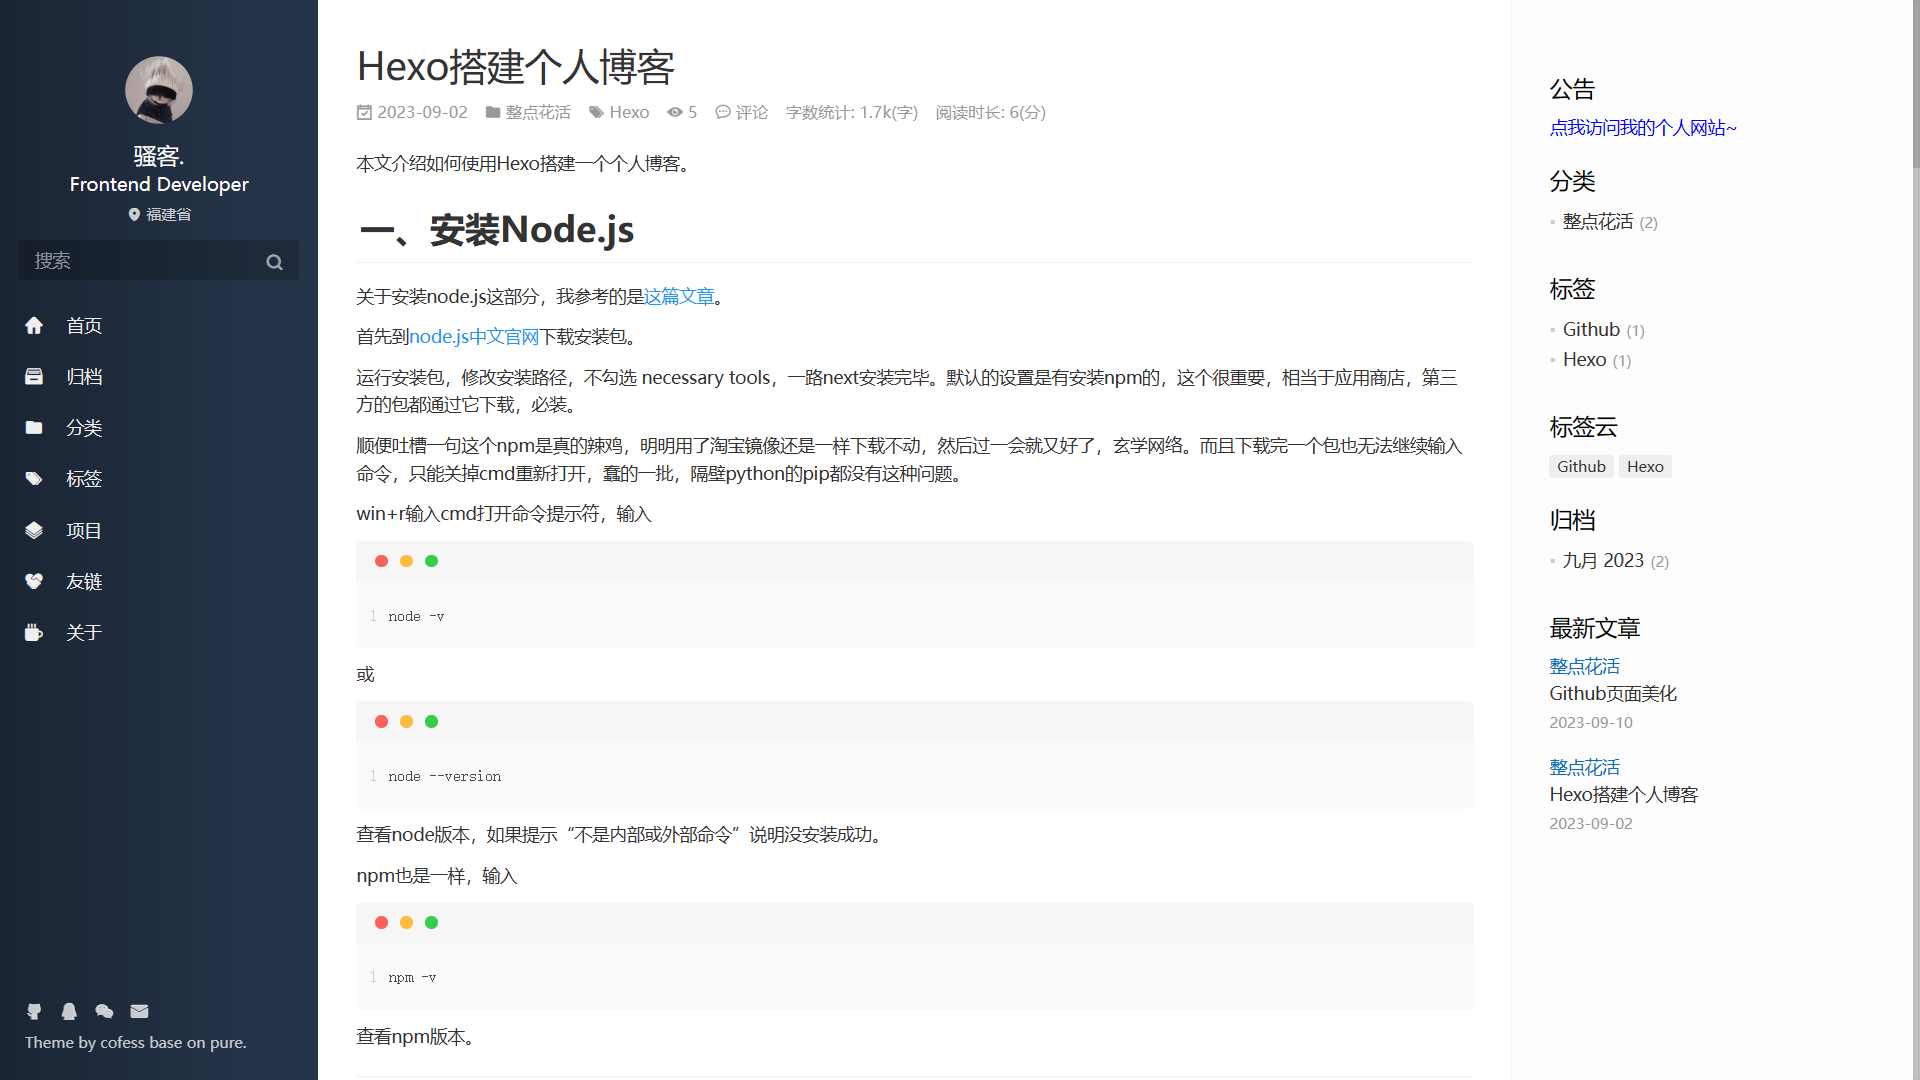 骚客.
Frontend Developer
福建省
搜索
首页
归档
分类
标签
项目
友链
关于
Theme by cofess base on pure.
Hexo搭建个人博客
2023-09-02 整点花活 Hexo 5 评论 字数统计: 1.7k(字) 阅读时长: 6(分)
本文介绍如何使用Hexo搭建一个个人博客。
一、安装Node.js
关于安装node.js这部分，我参考的是这篇文章。
首先到node.js中文官网下载安装包。
运行安装包，修改安装路径，不勾选 necessary tools，一路next安装完毕。默认的设置是有安装npm的，这个很重要，相当于应用商店，第三
方的包都通过它下载，必装。
顺便吐槽一句这个npm是真的辣鸡，明明用了淘宝镜像还是一样下载不动，然后过一会就又好了，玄学网络。而且下载完一个包也无法继续输入
命令，只能关掉cmd重新打开，蠢的一批，隔壁python的pip都没有这种问题。
win+r输入cmd打开命令提示符，输入
1 node -v
或
1 node --version
查看node版本，如果提示“不是内部或外部命令”说明没安装成功。
npm也是一样，输入
1 npm -v
查看npm版本。
公告
点我访问我的个人网站~
分类
整点花活 (2)
标签
Github (1)
Hexo (1)
标签云
Github Hexo
归档
九月 2023 (2)
最新文章
整点花活
Github页面美化
2023-09-10
整点花活
Hexo搭建个人博客
2023-09-02